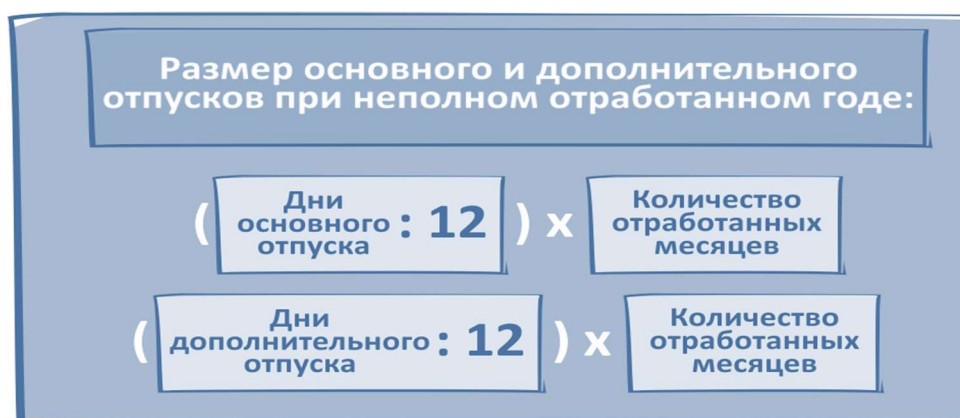 Размер основного и дополнительного
отпусков при неполном отработанном годе:
( Дни основного отпуска : 12 ) х Количество отработанных месяцев
( Дни дополнительного отпуска : 12 ) х Количество отработанных месяцев